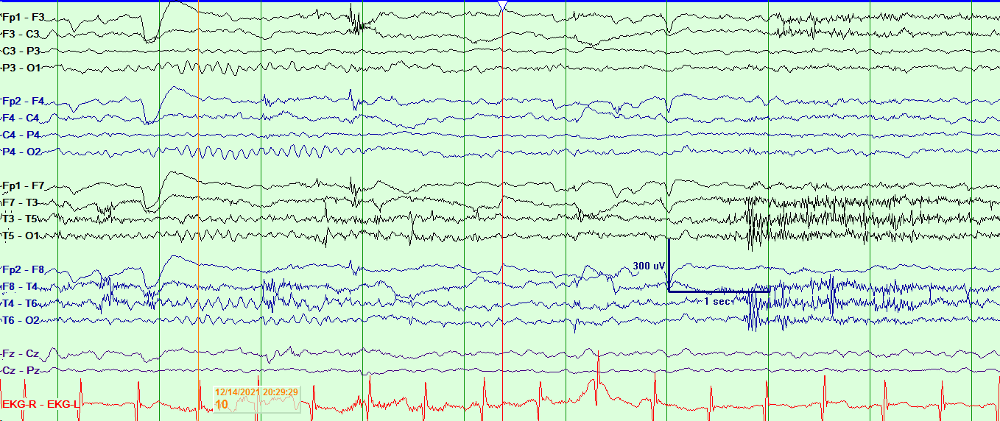 Fp1 - F3
F3 - C3
C3 - P3
P3 - O1
Fp2 - F4
F4 - C4
C4 - P4
P4 - O2
Fp1 - F7
F7 - T3
T3 - T5
T5 - O1
Fp2 - F8
300 uV
F8 - T4
T4 - T6
1 sec
T6 - O2
Fz - Cz
Cz - Pz
12/14/2021 20:29:29
EKG-R - EKG-L
10